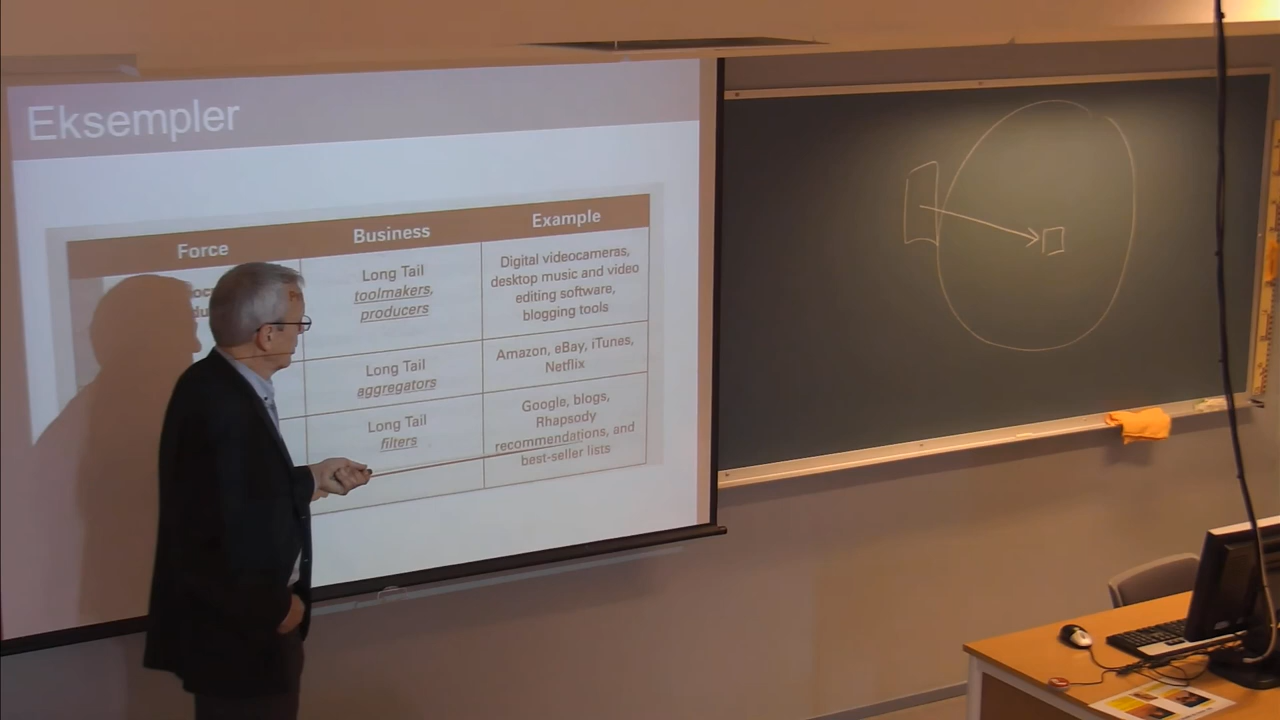 Eksempler
Force
Business
Example
Long Tail
toolmakers,
producers
Digital videocameras,
desktop music and video
editing software,
blogging tools
Long Tail
aggregators
Amazon, eBay, iTunes,
Netflix
Long Tail
filters
Google, blogs,
Rhapsody
recommendations, and
best-seller lists